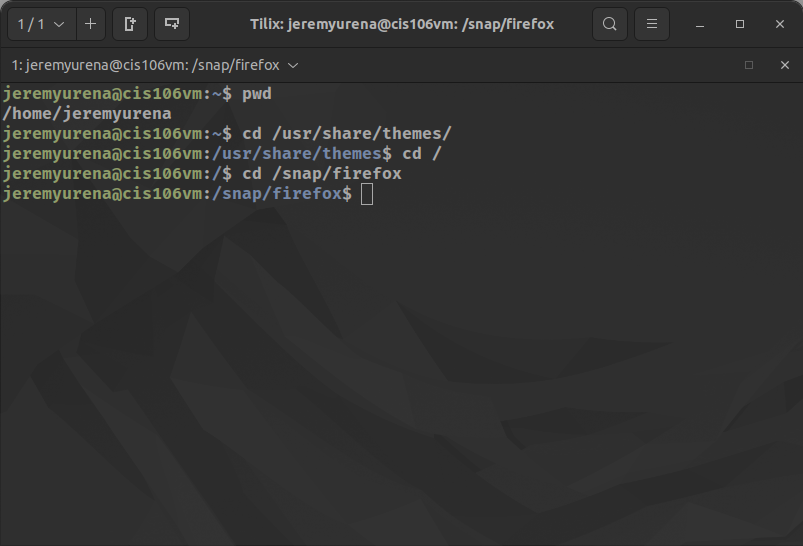 1 / 1
Tilix: jeremyurena@cis106vm: /snap/firefox
1: jeremyurena@cis106vm: /snap/firefox
jeremyurena@cis106vm:~$ pwd
/home/jeremyurena
jeremyurena@cis106vm:~$ cd /usr/share/themes/
jeremyurena@cis106vm:/usr/share/themes$ cd /
jeremyurena@cis106vm:/$ cd /snap/firefox
jeremyurena@cis106vm:/snap/firefox$